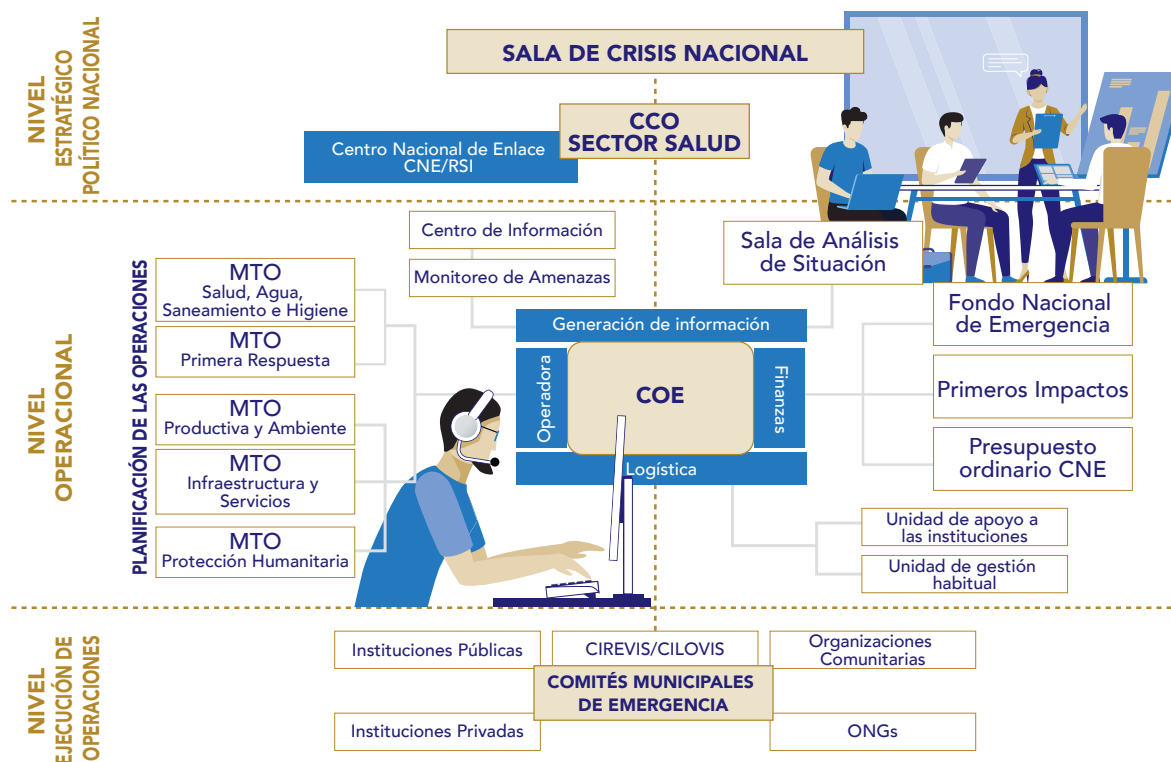 NIVEL
ESTRATÉGICO
POLÍTICO NACIONAL
SALA DE CRISIS NACIONAL
CCO
SECTOR SALUD
Centro Nacional de Enlace
CNE/RSI
NIVEL
OPERACIONAL
PLANIFICACIÓN DE LAS OPERACIONES
MTO
Salud, Agua,
Saneamiento e Higiene
MTO
Primera Respuesta
MTO
Productiva y Ambiente
MTO
Infraestructura y
Servicios
MTO
Protección Humanitaria
Centro de Información
Monitoreo de Amenazas
Sala de Análisis
de Situación
Generación de información
Operadora
COE
Finanzas
Logística
Fondo Nacional
de Emergencia
Primeros Impactos
Presupuesto
ordinario CNE
Unidad de apoyo a
las instituciones
Unidad de gestión
habitual
NIVEL
EJECUCIÓN DE
OPERACIONES
Instituciones Públicas
CIREVIS/CILOVIS
Organizaciones
Comunitarias
COMITÉS MUNICIPALES
DE EMERGENCIA
Instituciones Privadas
ONGs